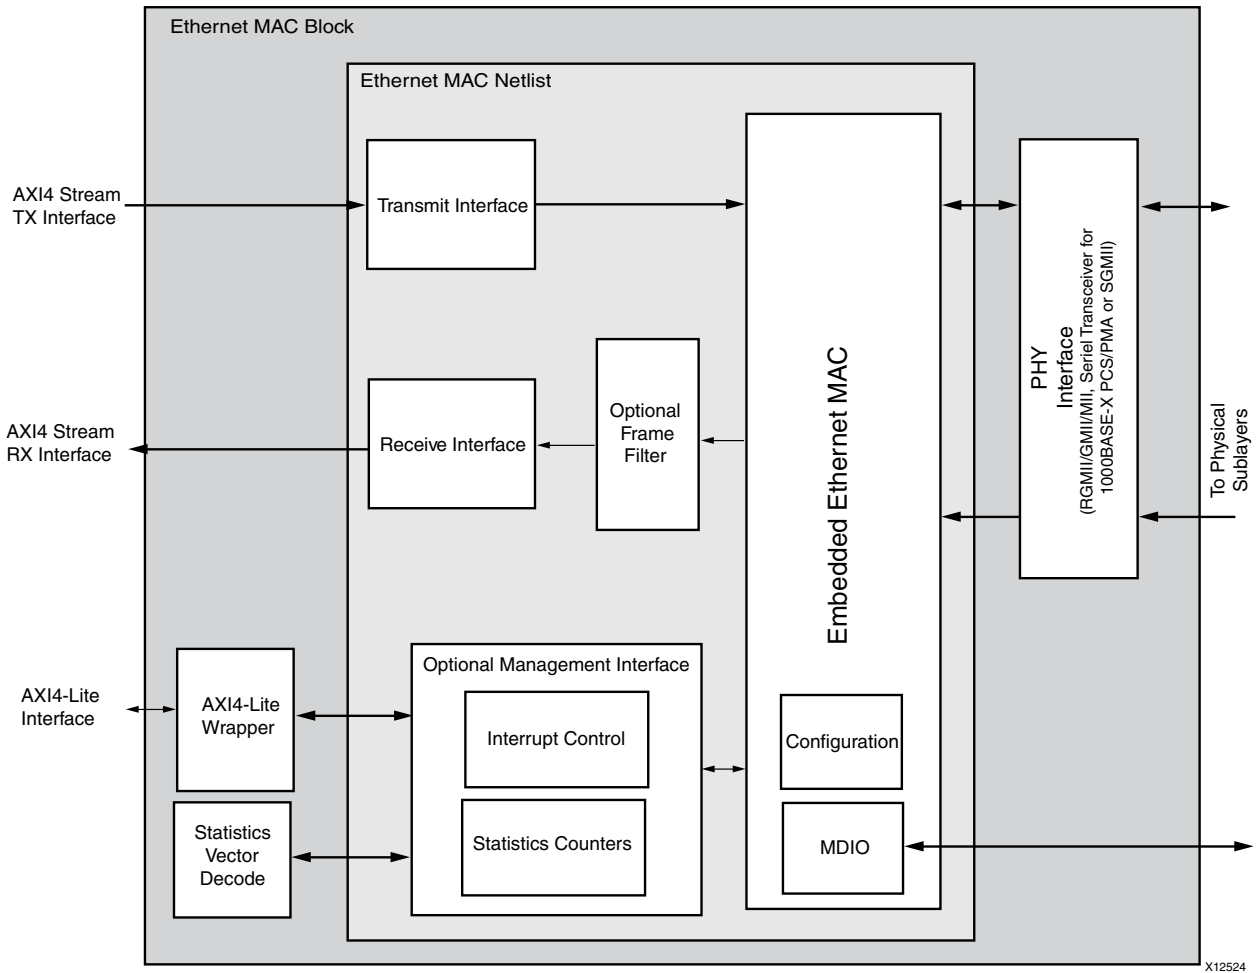 Ethernet MAC Block
Ethernet MAC Netlist
AXI4 Stream
TX Interface
Transmit Interface
AXI4 Stream
RX Interface
Receive Interface
Optional
Frame
Filter
Embedded Ethernet MAC
PHY
Interface
(RGMII/GMII/MII, Seriel Transceiver for
1000BASE-X PCS/PMA or SGMII)
To Physical
Sublayers
AXI4-Lite
Interface
AXI4-Lite
Wrapper
Optional Management Interface
Interrupt Control
Configuration
Statistics
Vector
Decode
Statistics Counters
MDIO
X12524